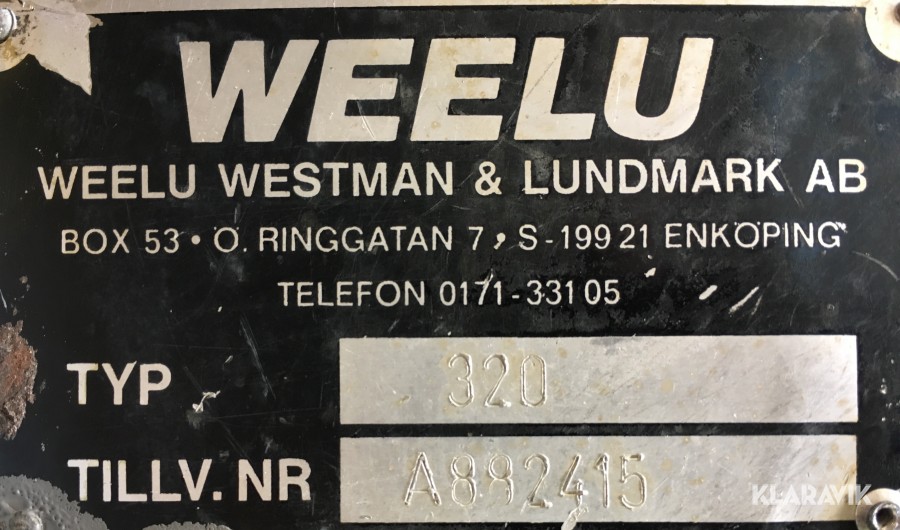 WEELU
WEELU WESTMAN & LUNDMARK AB
BOX 53 • Ö. RINGGATAN 7, S-199 21 ENKÖPING
TELEFON 0171-331 05
TYP 320
TILLV. NR A882415
KLARAVIK